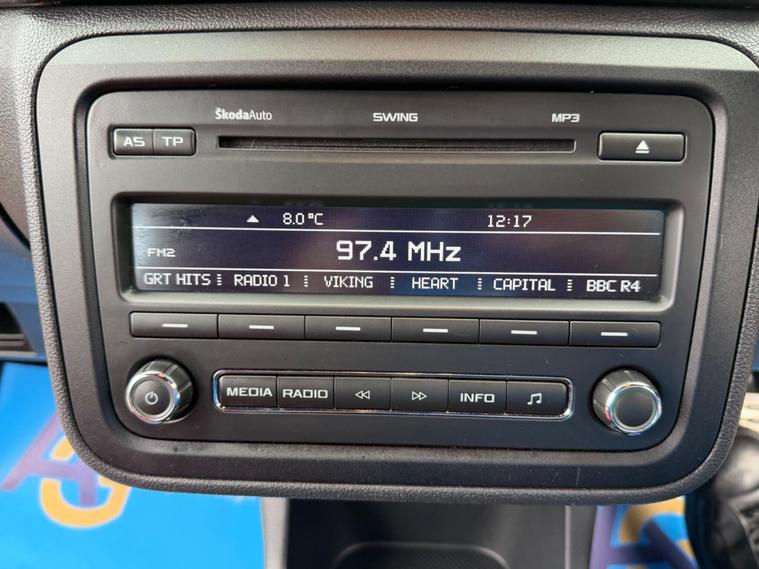 ŠkodaAuto SWING MP3
AS TP
8.0°C 12:17
FM2 97.4 MHz
GRT HITS RADIO 1 VIKING HEART CAPITAL BBC R4
MEDIA RADIO INFO